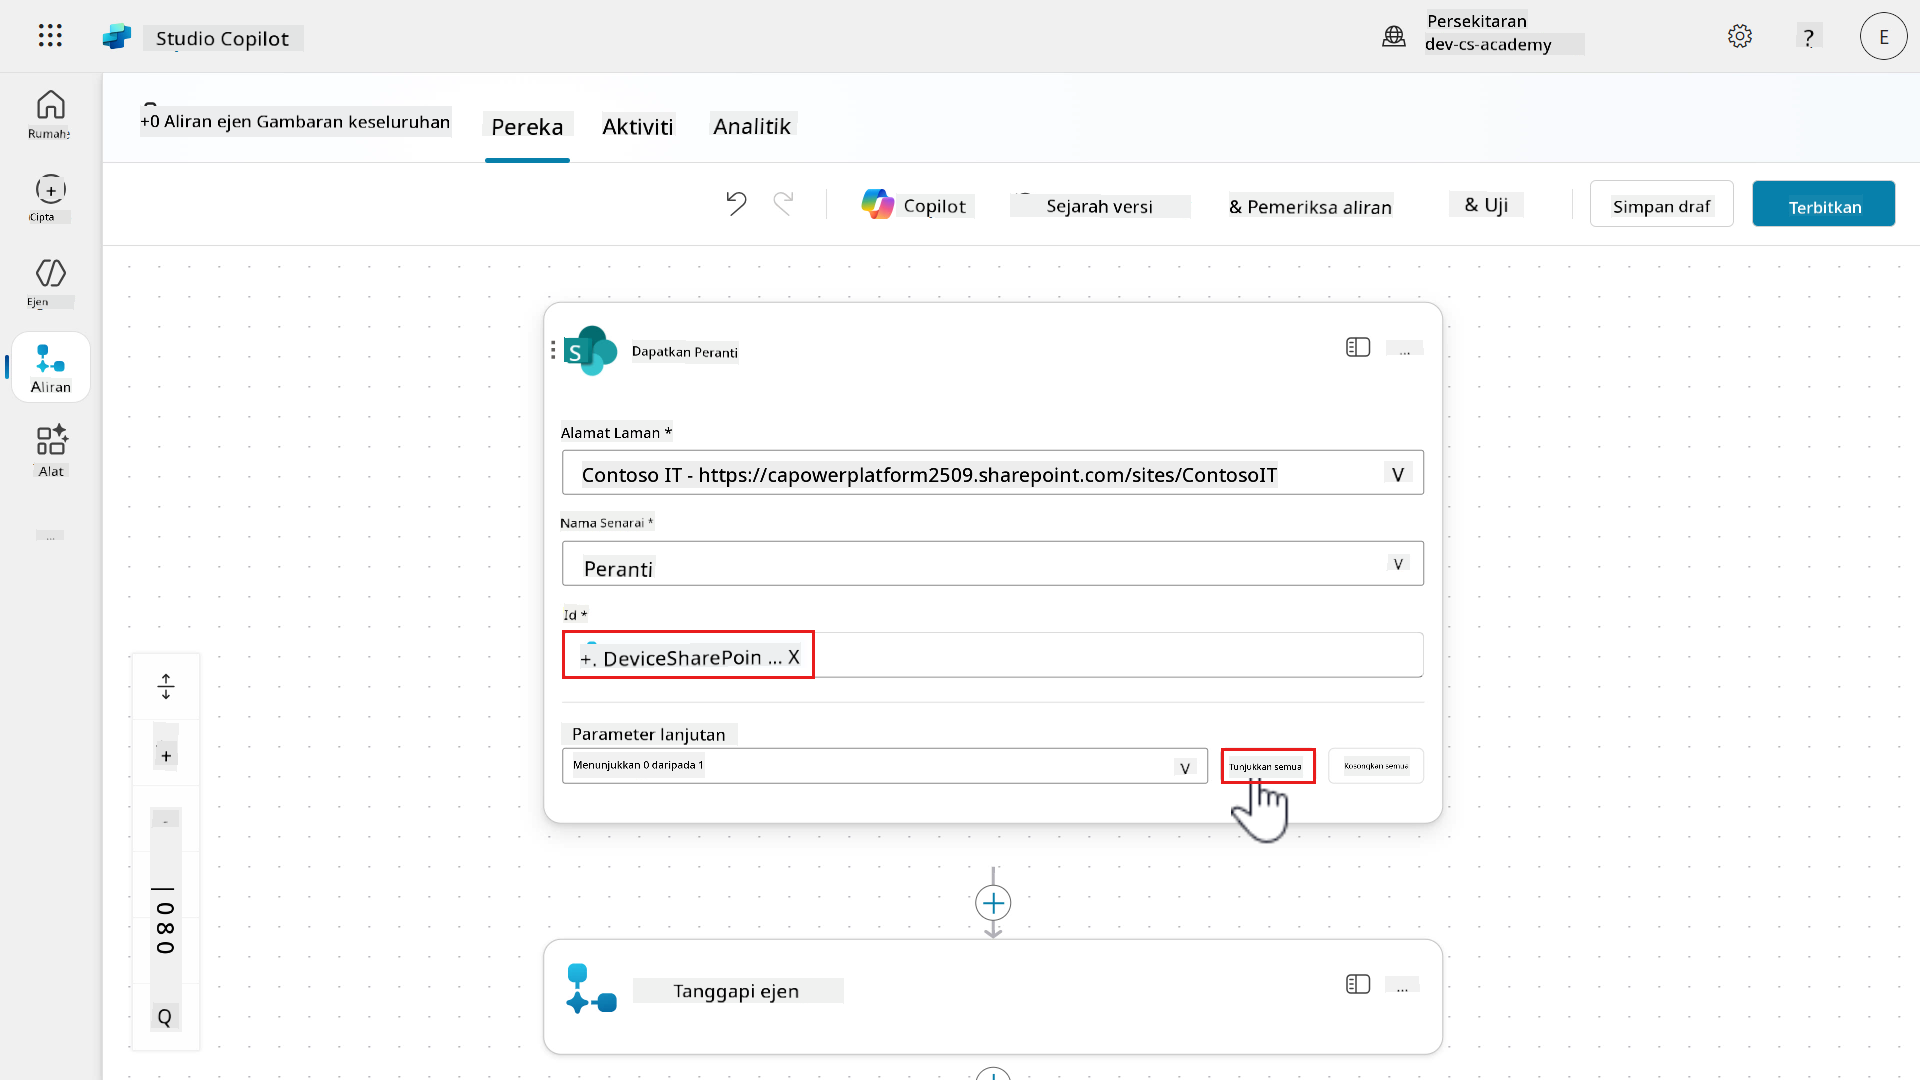 Studio Copilot
Persekitaran
dev-cs-academy
?
E
Rumah
Cipta
Ejen
Aliran
Alat
...
+0 Aliran ejen Gambaran keseluruhan
Pereka
Aktiviti
Analitik
Copilot
Sejarah versi
& Pemeriksa aliran
& Uji
Simpan draf
Terbitkan
S
Dapatkan Peranti
...
Alamat Laman *
Contoso IT - https://capowerplatform2509.sharepoint.com/sites/ContosoIT
V
Nama Senarai *
Peranti
V
Id *
+. DeviceSharePoin ... X
Parameter lanjutan
Menunjukkan 0 daripada 1
V
Tunjukkan semua
Kosongkan semua
+
-
| 080
Q
Tanggapi ejen
...